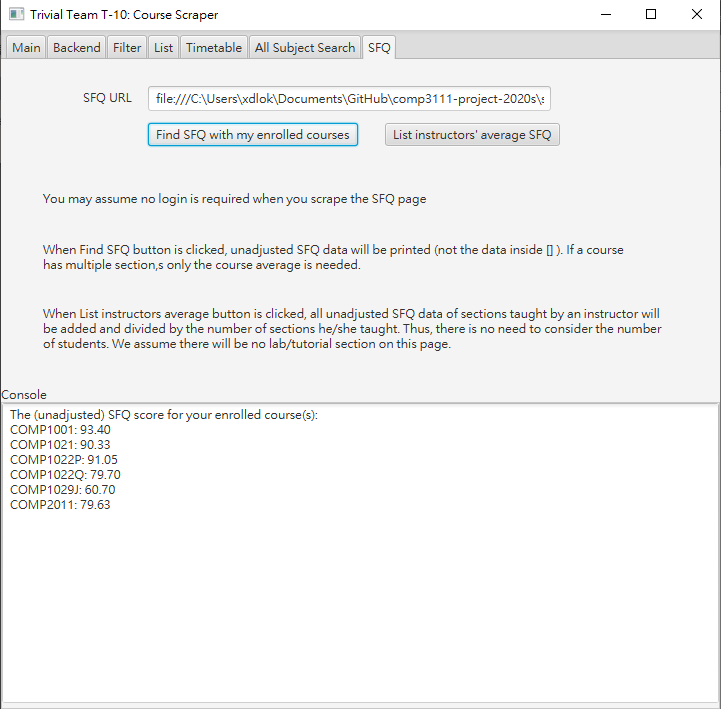 Trivial Team T-10: Course Scraper
Main Backend Filter List Timetable All Subject Search SFQ
SFQ URL file:///C:\Users\xdlok\Documents\GitHub\comp3111-project-2020s\s
Find SFQ with my enrolled courses List instructors' average SFQ
You may assume no login is required when you scrape the SFQ page
When Find SFQ button is clicked, unadjusted SFQ data will be printed (not the data inside [] ). If a course
has multiple section,s only the course average is needed.
When List instructors average button is clicked, all unadjusted SFQ data of sections taught by an instructor will
be added and divided by the number of sections he/she taught. Thus, there is no need to consider the number
of students. We assume there will be no lab/tutorial section on this page.
Console
The (unadjusted) SFQ score for your enrolled course(s):
COMP1001: 93.40
COMP1021: 90.33
COMP1022P: 91.05
COMP1022Q: 79.70
COMP1029J: 60.70
COMP2011: 79.63